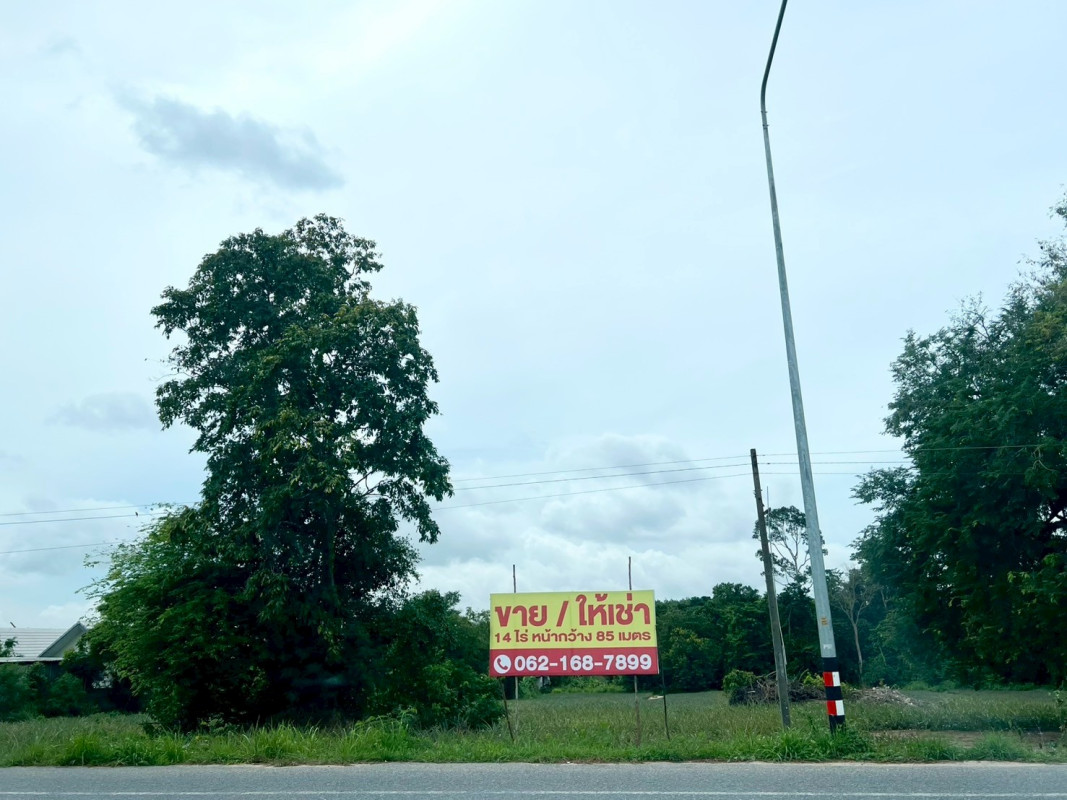 ขาย / ให้เช่า
14 ไร่ หน้ากว้าง 85 เมตร
062-168-7899